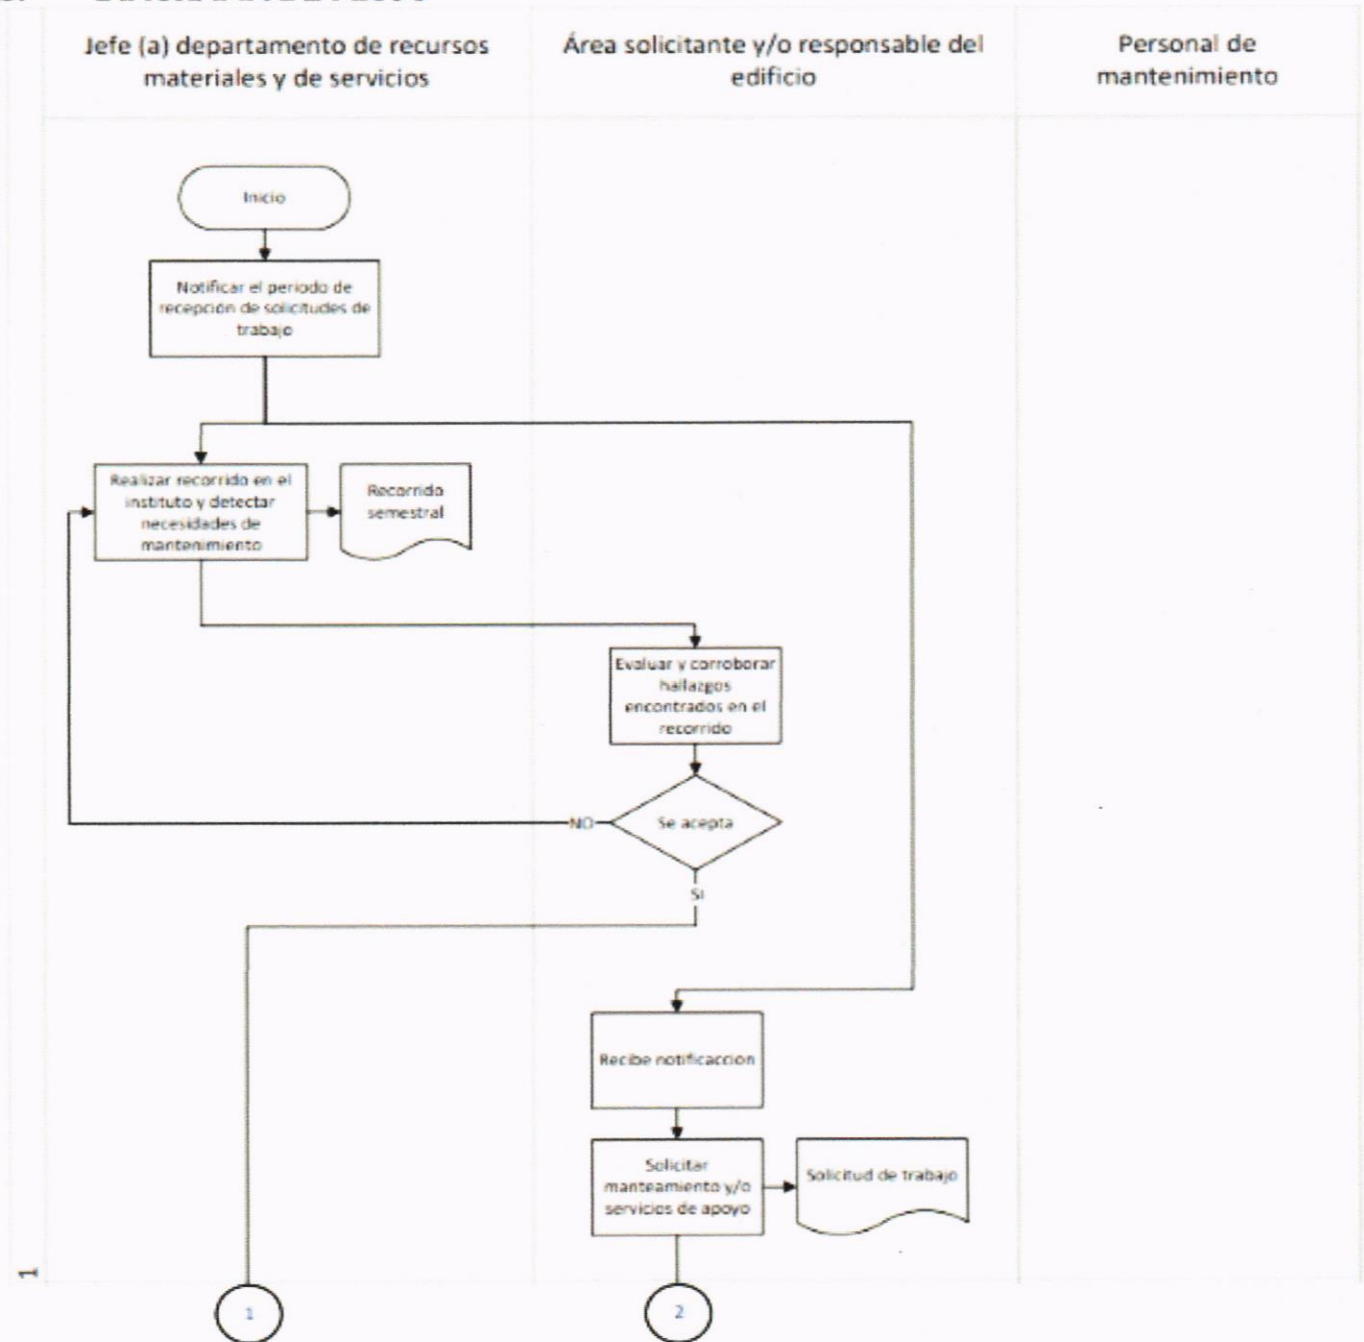 Jefe (a) departamento de recursos
materiales y de servicios
Área solicitante y/o responsable del
edificio
Personal de
mantenimiento
Inicio
Notificar el periodo de
recepción de solicitudes de
trabajo
Realizar recorrido en el
instituto y detectar
necesidades de
mantenimiento
Recorrido
semestral
Evaluar y corroborar
hallazgos
encontrados en el
recorrido
Se acepta
NO
SI
Recibe notificaccion
Solicitar
manteamiento y/o
servicios de apoyo
Solicitud de trabajo
1
1
2